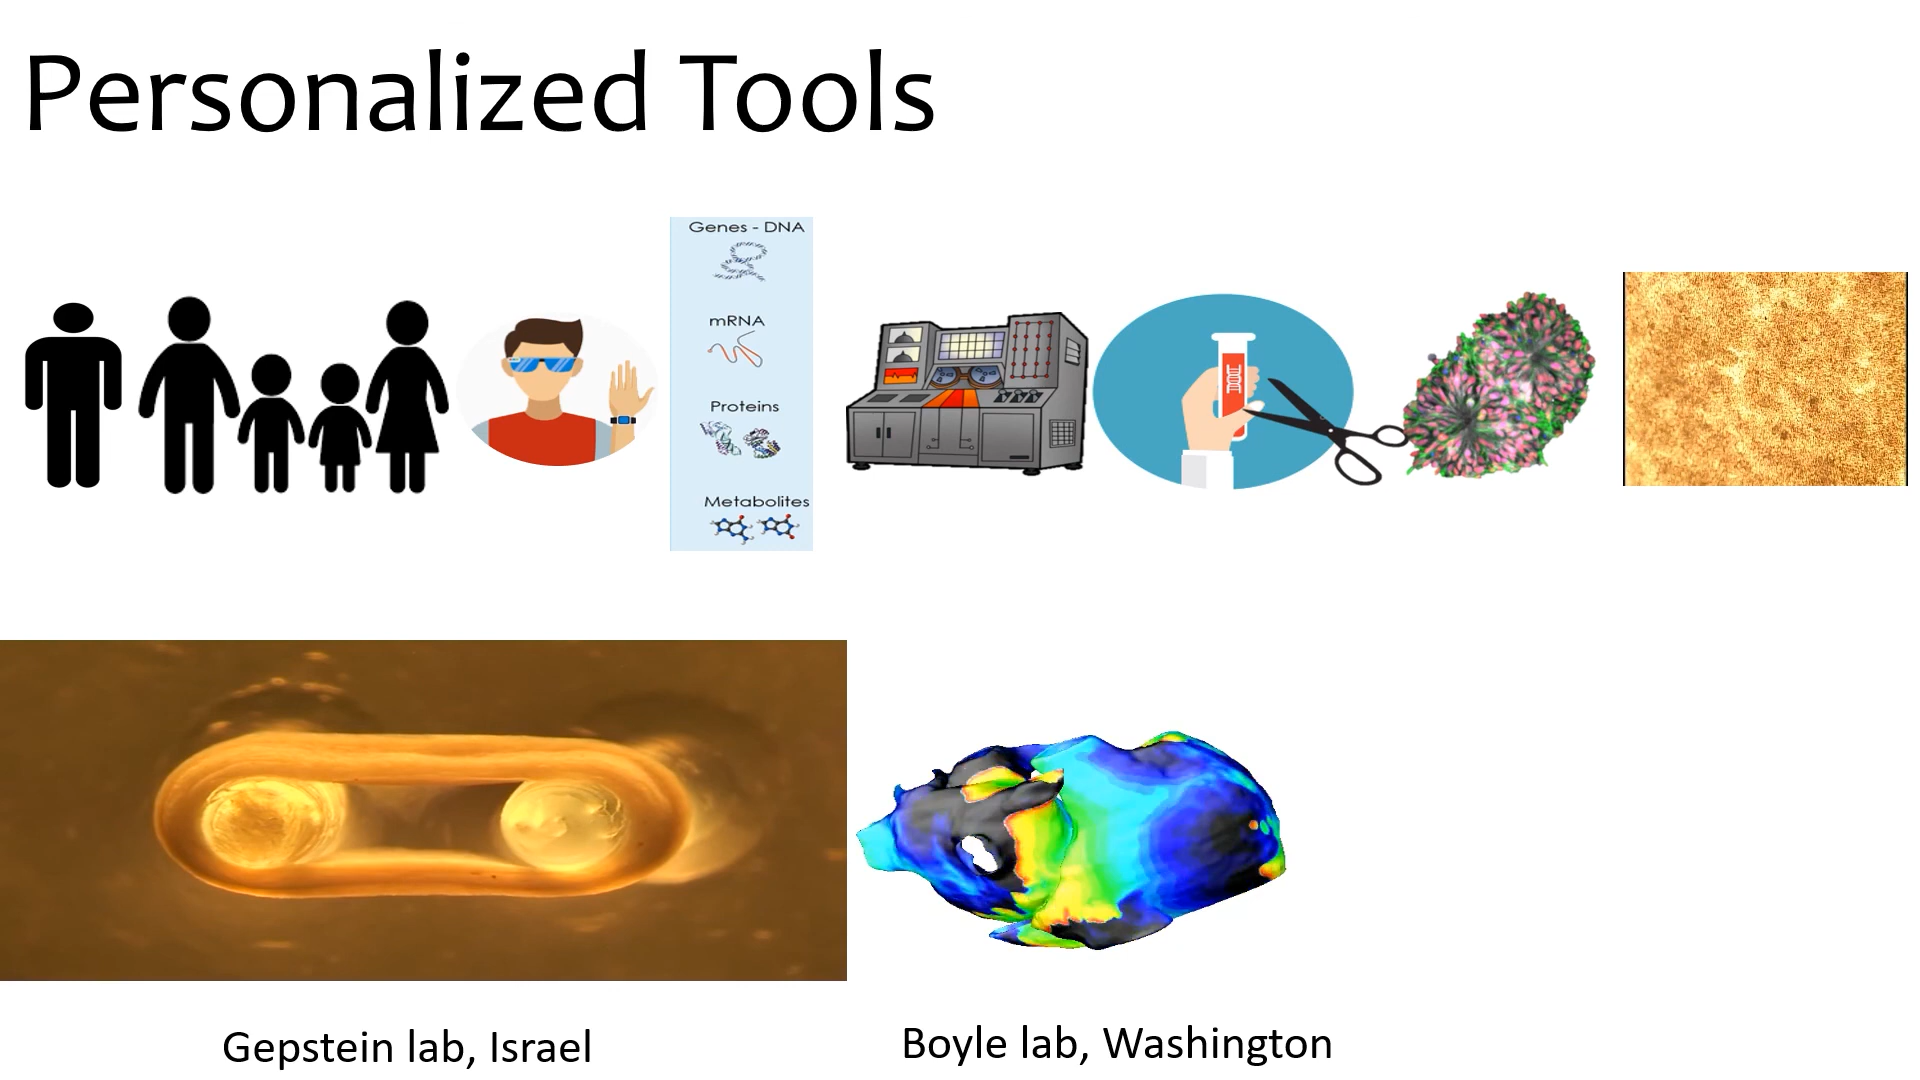 Personalized Tools
Genes - DNA
mRNA
Proteins
Metabolites
Gepstein lab, Israel
Boyle lab, Washington